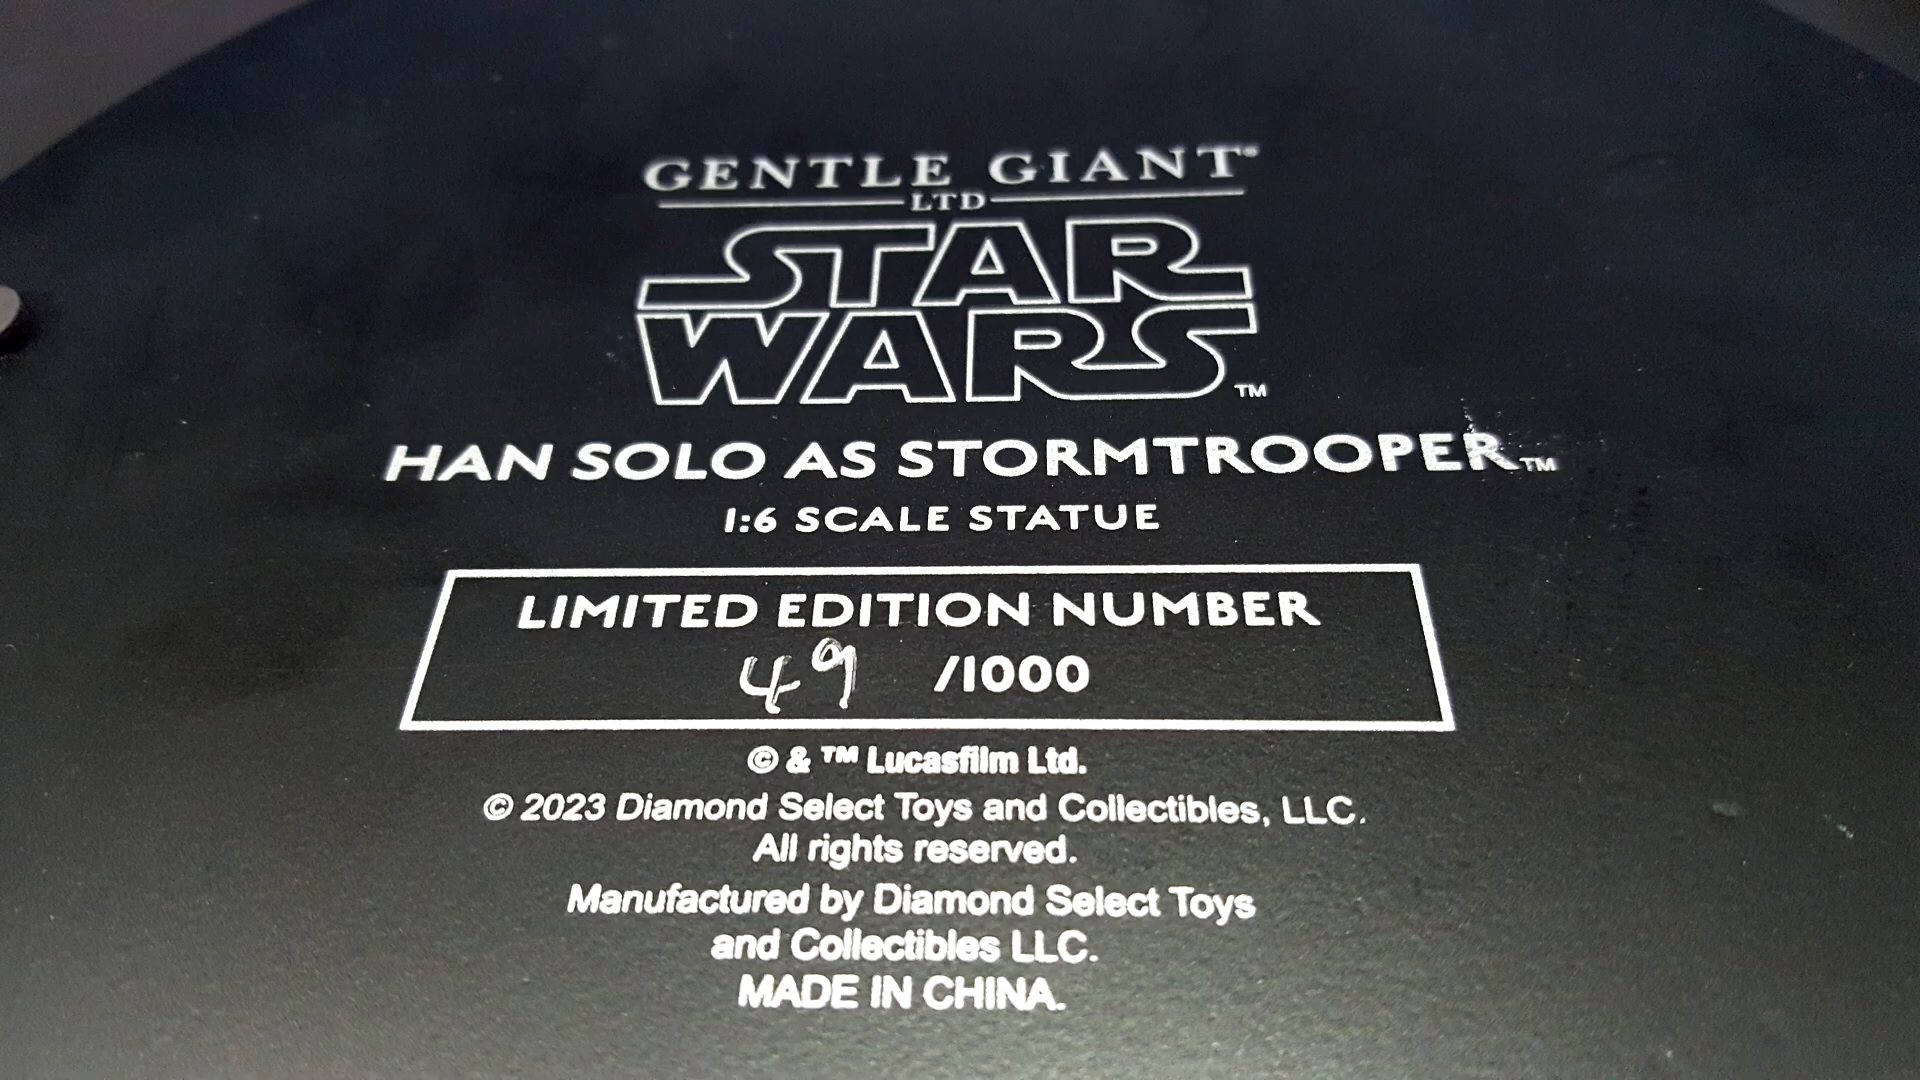 GENTLE GIANT®
LTD
STAR
WARS™
HAN SOLO AS STORMTROOPER™
1:6 SCALE STATUE
LIMITED EDITION NUMBER
49 /1000
© & ™ Lucasfilm Ltd.
© 2023 Diamond Select Toys and Collectibles, LLC.
All rights reserved.
Manufactured by Diamond Select Toys
and Collectibles LLC.
MADE IN CHINA.